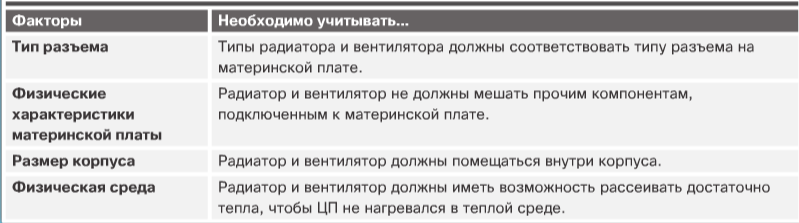 Факторы Необходимо учитывать...
Тип разъема Типы радиатора и вентилятора должны соответствовать типу разъема на
материнской плате.
Физические Радиатор и вентилятор не должны мешать прочим компонентам,
характеристики подключенным к материнской плате.
материнской платы
Размер корпуса Радиатор и вентилятор должны помещаться внутри корпуса.
Физическая среда Радиатор и вентилятор должны иметь возможность рассеивать достаточно
тепла, чтобы ЦП не нагревался в теплой среде.